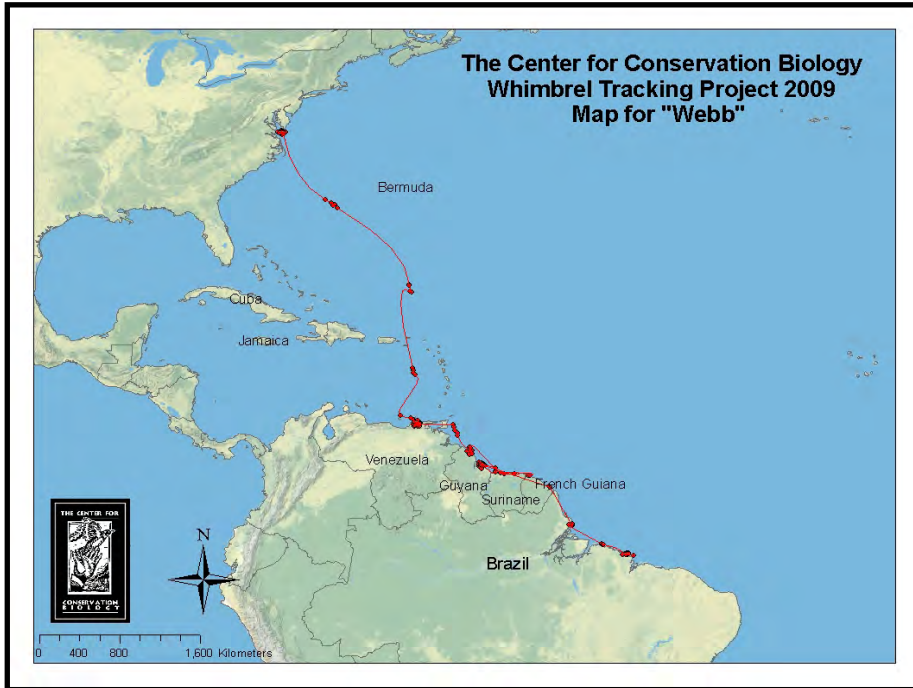 The Center for Conservation Biology
Whimbrel Tracking Project 2009
Map for "Webb"
Bermuda
Cuba
Jamaica
Venezuela
Guyana
French Guiana
Suriname
Brazil
THE CENTER FOR
CONSERVATION
BIOLOGY
N
0 400 800 1,600 Kilometers